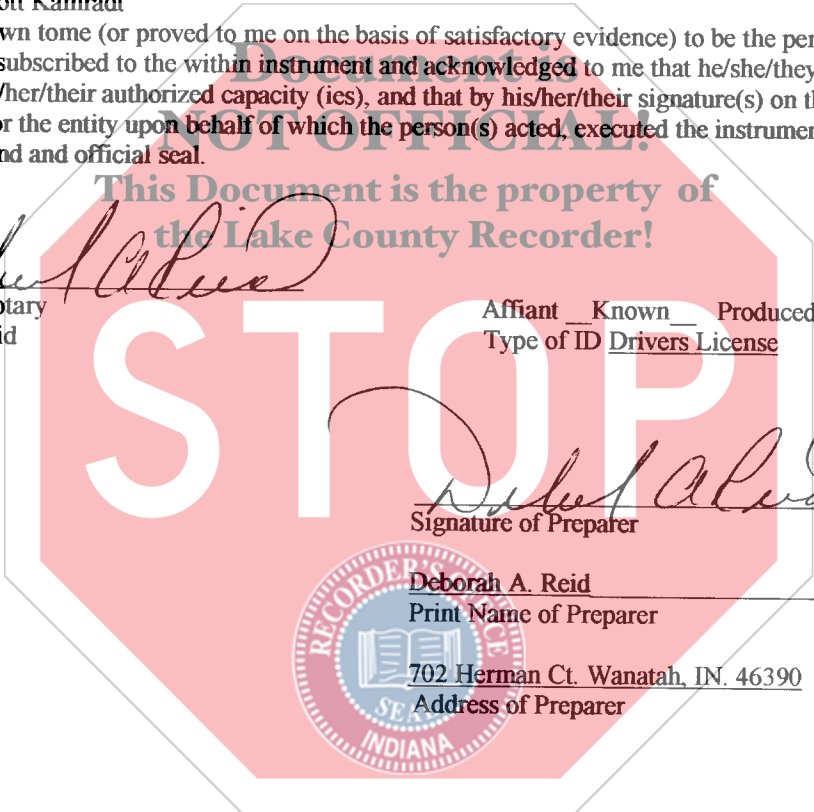 ott Kamradt
wn tome (or proved to me on the basis of satisfactory evidence) to be the per
subscribed to the within instrument and acknowledged to me that he/she/they
/her/their authorized capacity (ies), and that by his/her/their signature(s) on th
or the entity upon behalf of which the person(s) acted, executed the instrumen
nd and official seal.
Document is
NOT OFFICIAL!
This Document is the property of
the Lake County Recorder!
otary
id
Affiant __Known__ Produced
Type of ID Drivers License
STOP
Signature of Preparer
Deborah A. Reid
Print Name of Preparer
702 Herman Ct. Wanatah, IN. 46390
Address of Preparer
RECORDER'S OFFICE
SEAL
INDIANA